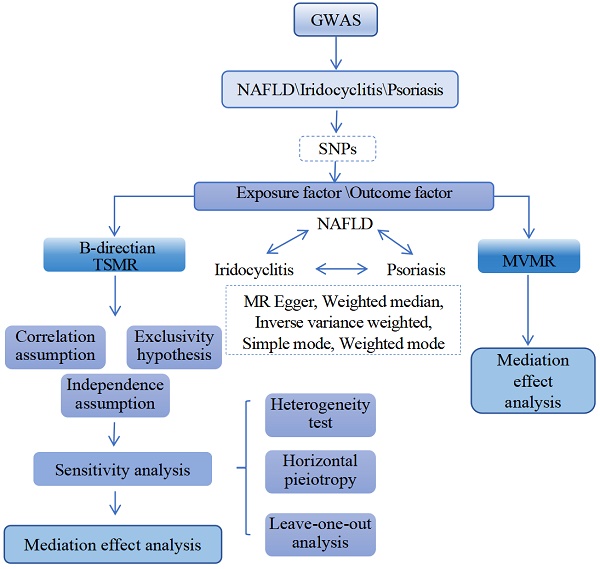 GWAS
NAFLD\Iridocyclitis\Psoriasis
SNPs
Exposure factor \Outcome factor
NAFLD
B-directian
TSMR
Iridocyclitis
Psoriasis
MVMR
MR Egger, Weighted median,
Inverse variance weighted,
Simple mode, Weighted mode
Correlation
assumption
Exclusivity
hypothesis
Independence
assumption
Mediation
effect
analysis
Heterogeneity
test
Sensitivity analysis
Horizontal
pieiotropy
Leave-one-out
analysis
Mediation effect analysis